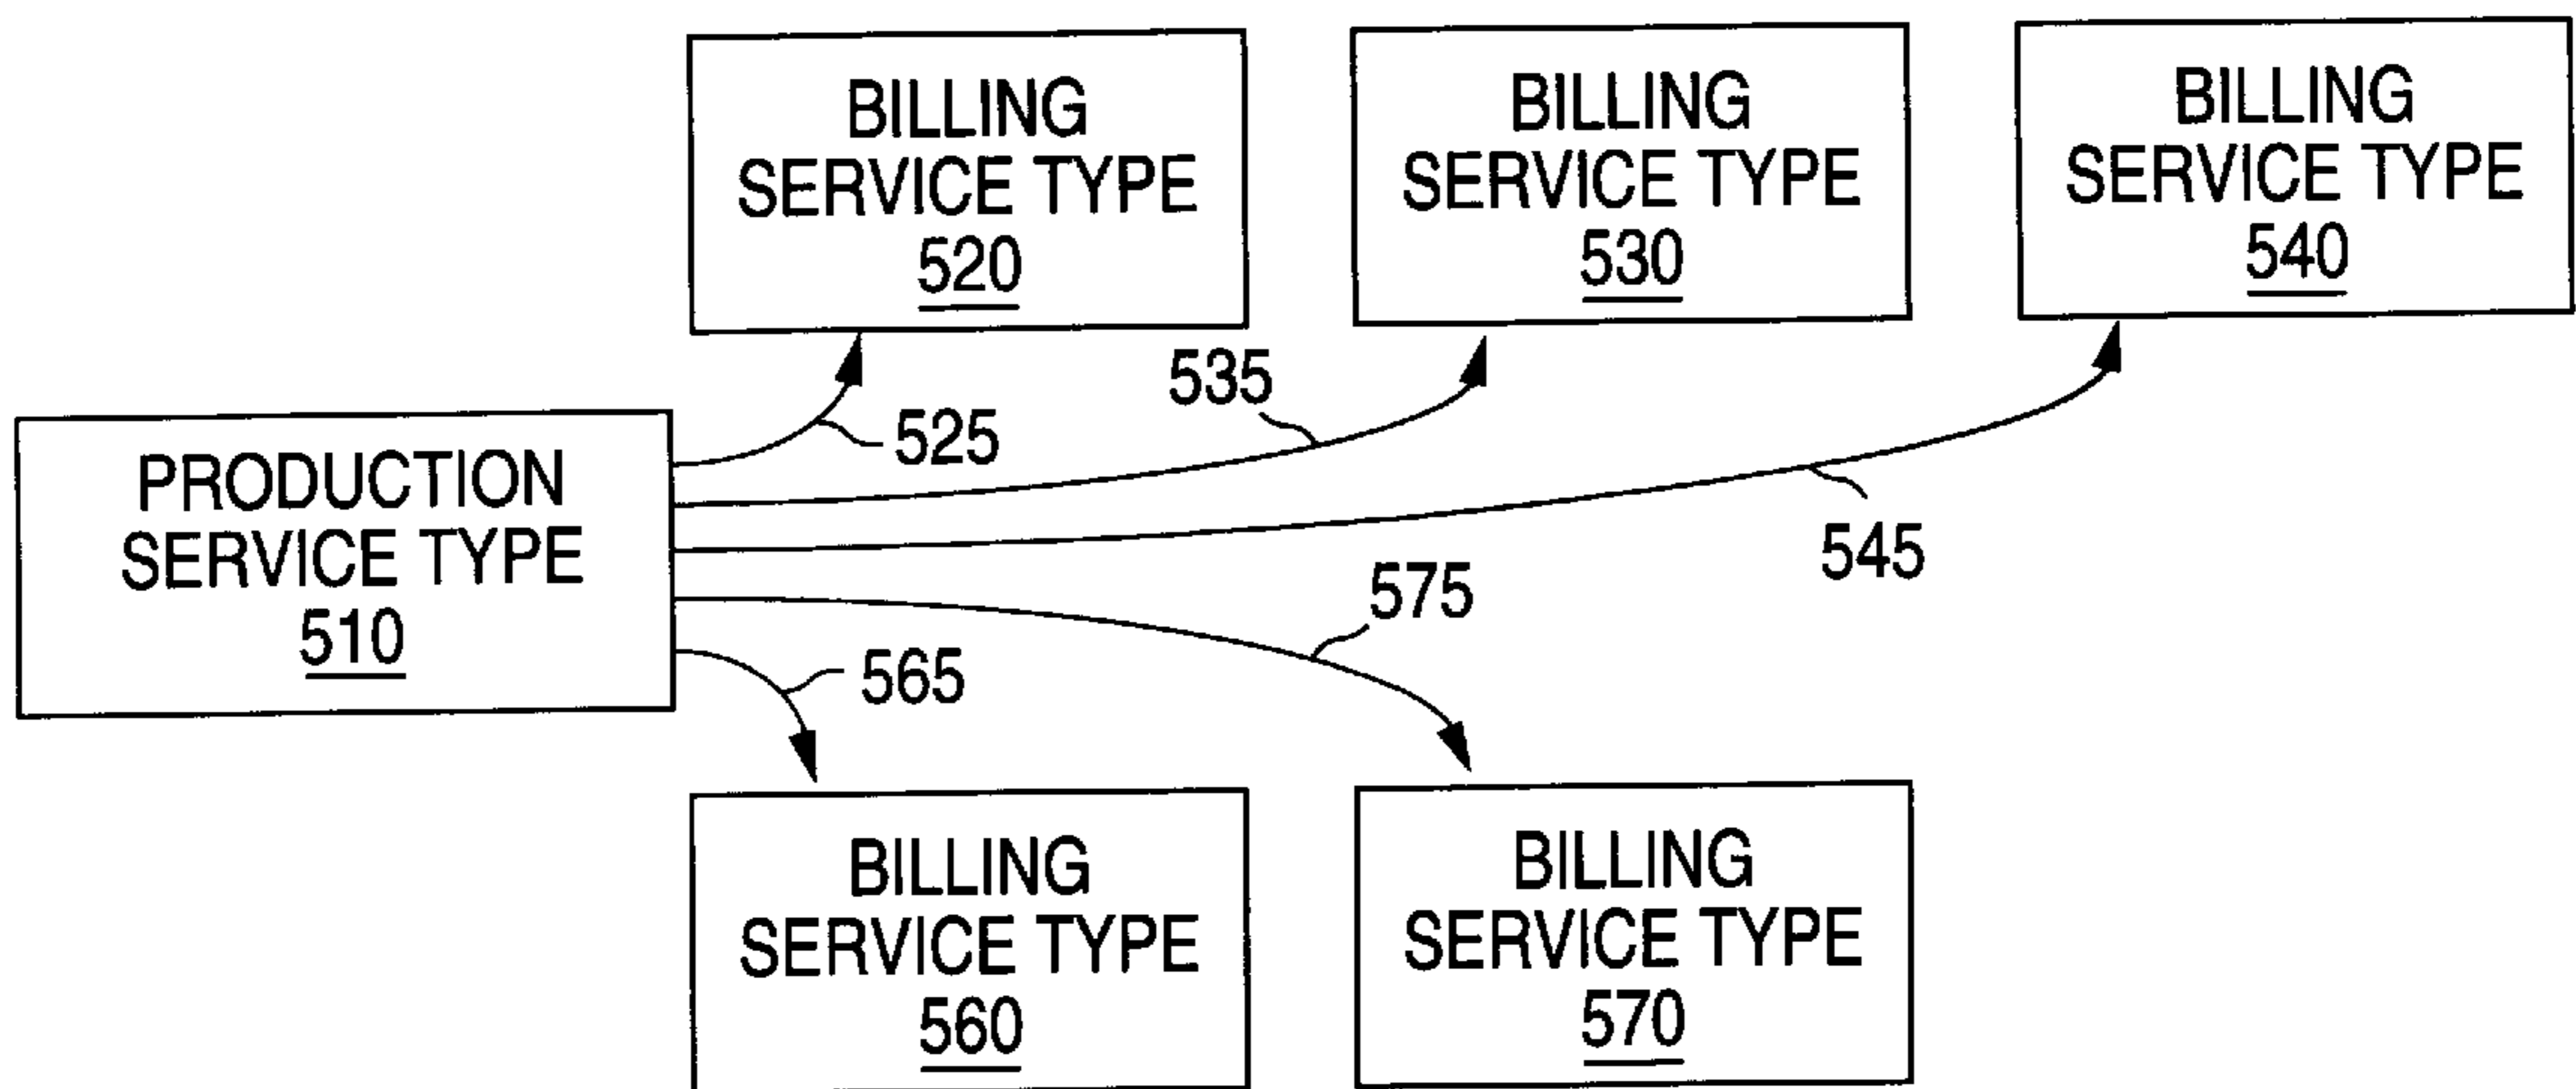 BILLING
SERVICE TYPE
520
BILLING
SERVICE TYPE
530
BILLING
SERVICE TYPE
540
535
525
PRODUCTION
SERVICE TYPE
510
545
575
565
BILLING
SERVICE TYPE
560
BILLING
SERVICE TYPE
570